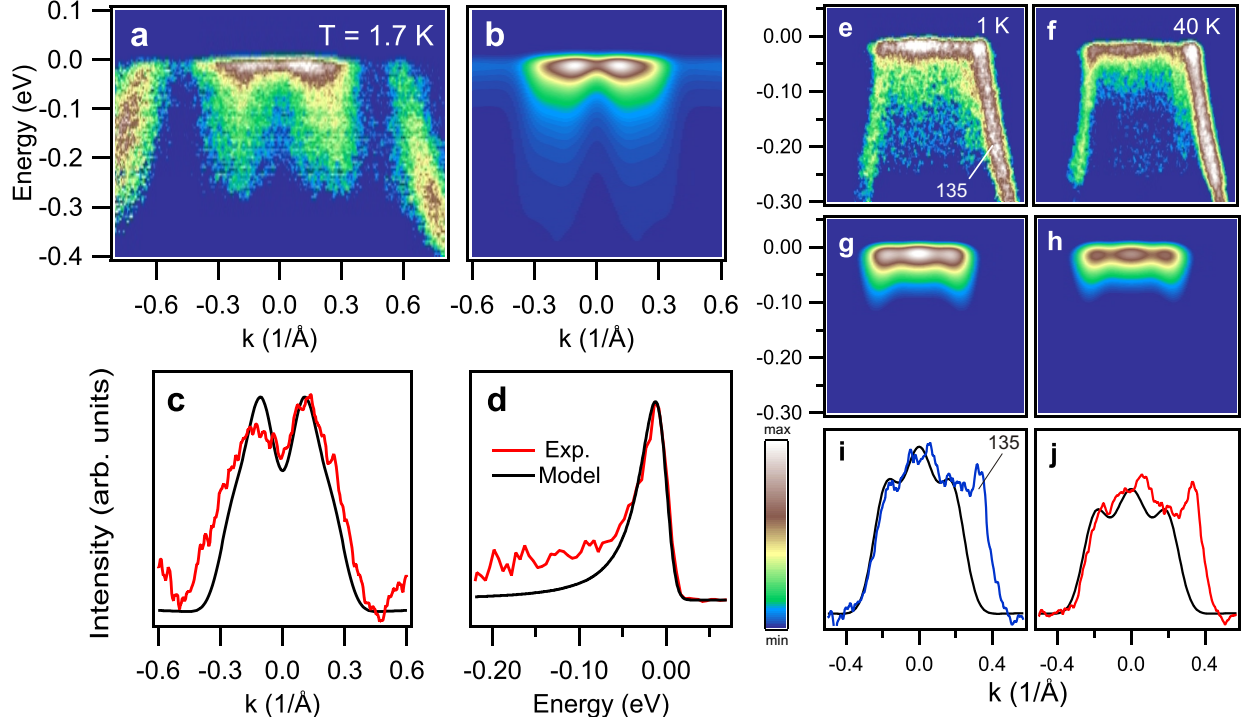 a
T = 1.7 K
b
0.1
0.0
-0.1
-0.2
-0.3
-0.4
Energy (eV)
-0.6 -0.3 0.0 0.3 0.6
k (1/Å)
-0.6 -0.3 0.0 0.3 0.6
k (1/Å)
e
1 K
f
40 K
0.00
-0.10
-0.20
-0.30
135
g
h
0.00
-0.10
-0.20
-0.30
c
Intensity (arb. units)
-0.6 -0.3 0.0 0.3 0.6
k (1/Å)
d
Exp.
Model
-0.20 -0.10 0.00
Energy (eV)
max
min
i
135
j
-0.4 0.0 0.4
-0.4 0.0 0.4
k (1/Å)